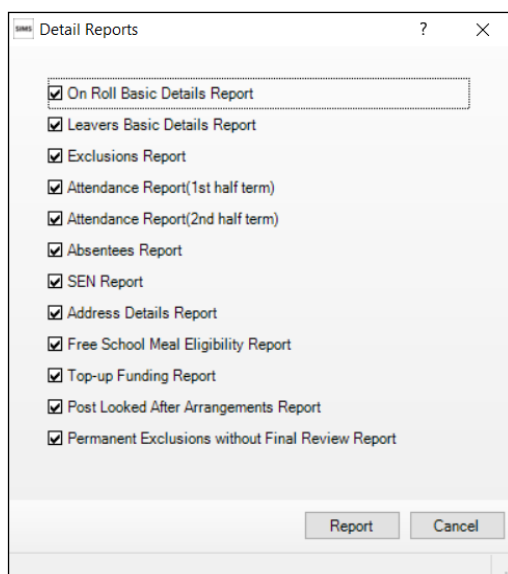 SIMS Detail Reports ?
On Roll Basic Details Report
Leavers Basic Details Report
Exclusions Report
Attendance Report(1st half term)
Attendance Report(2nd half term)
Absentees Report
SEN Report
Address Details Report
Free School Meal Eligibility Report
Top-up Funding Report
Post Looked After Arrangements Report
Permanent Exclusions without Final Review Report
Report Cancel